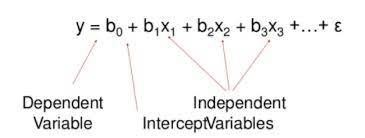 y = b₀ + b₁x₁ + b₂x₂ + b₃x₃ +...+ ε
Dependent Independent
Variable InterceptVariables